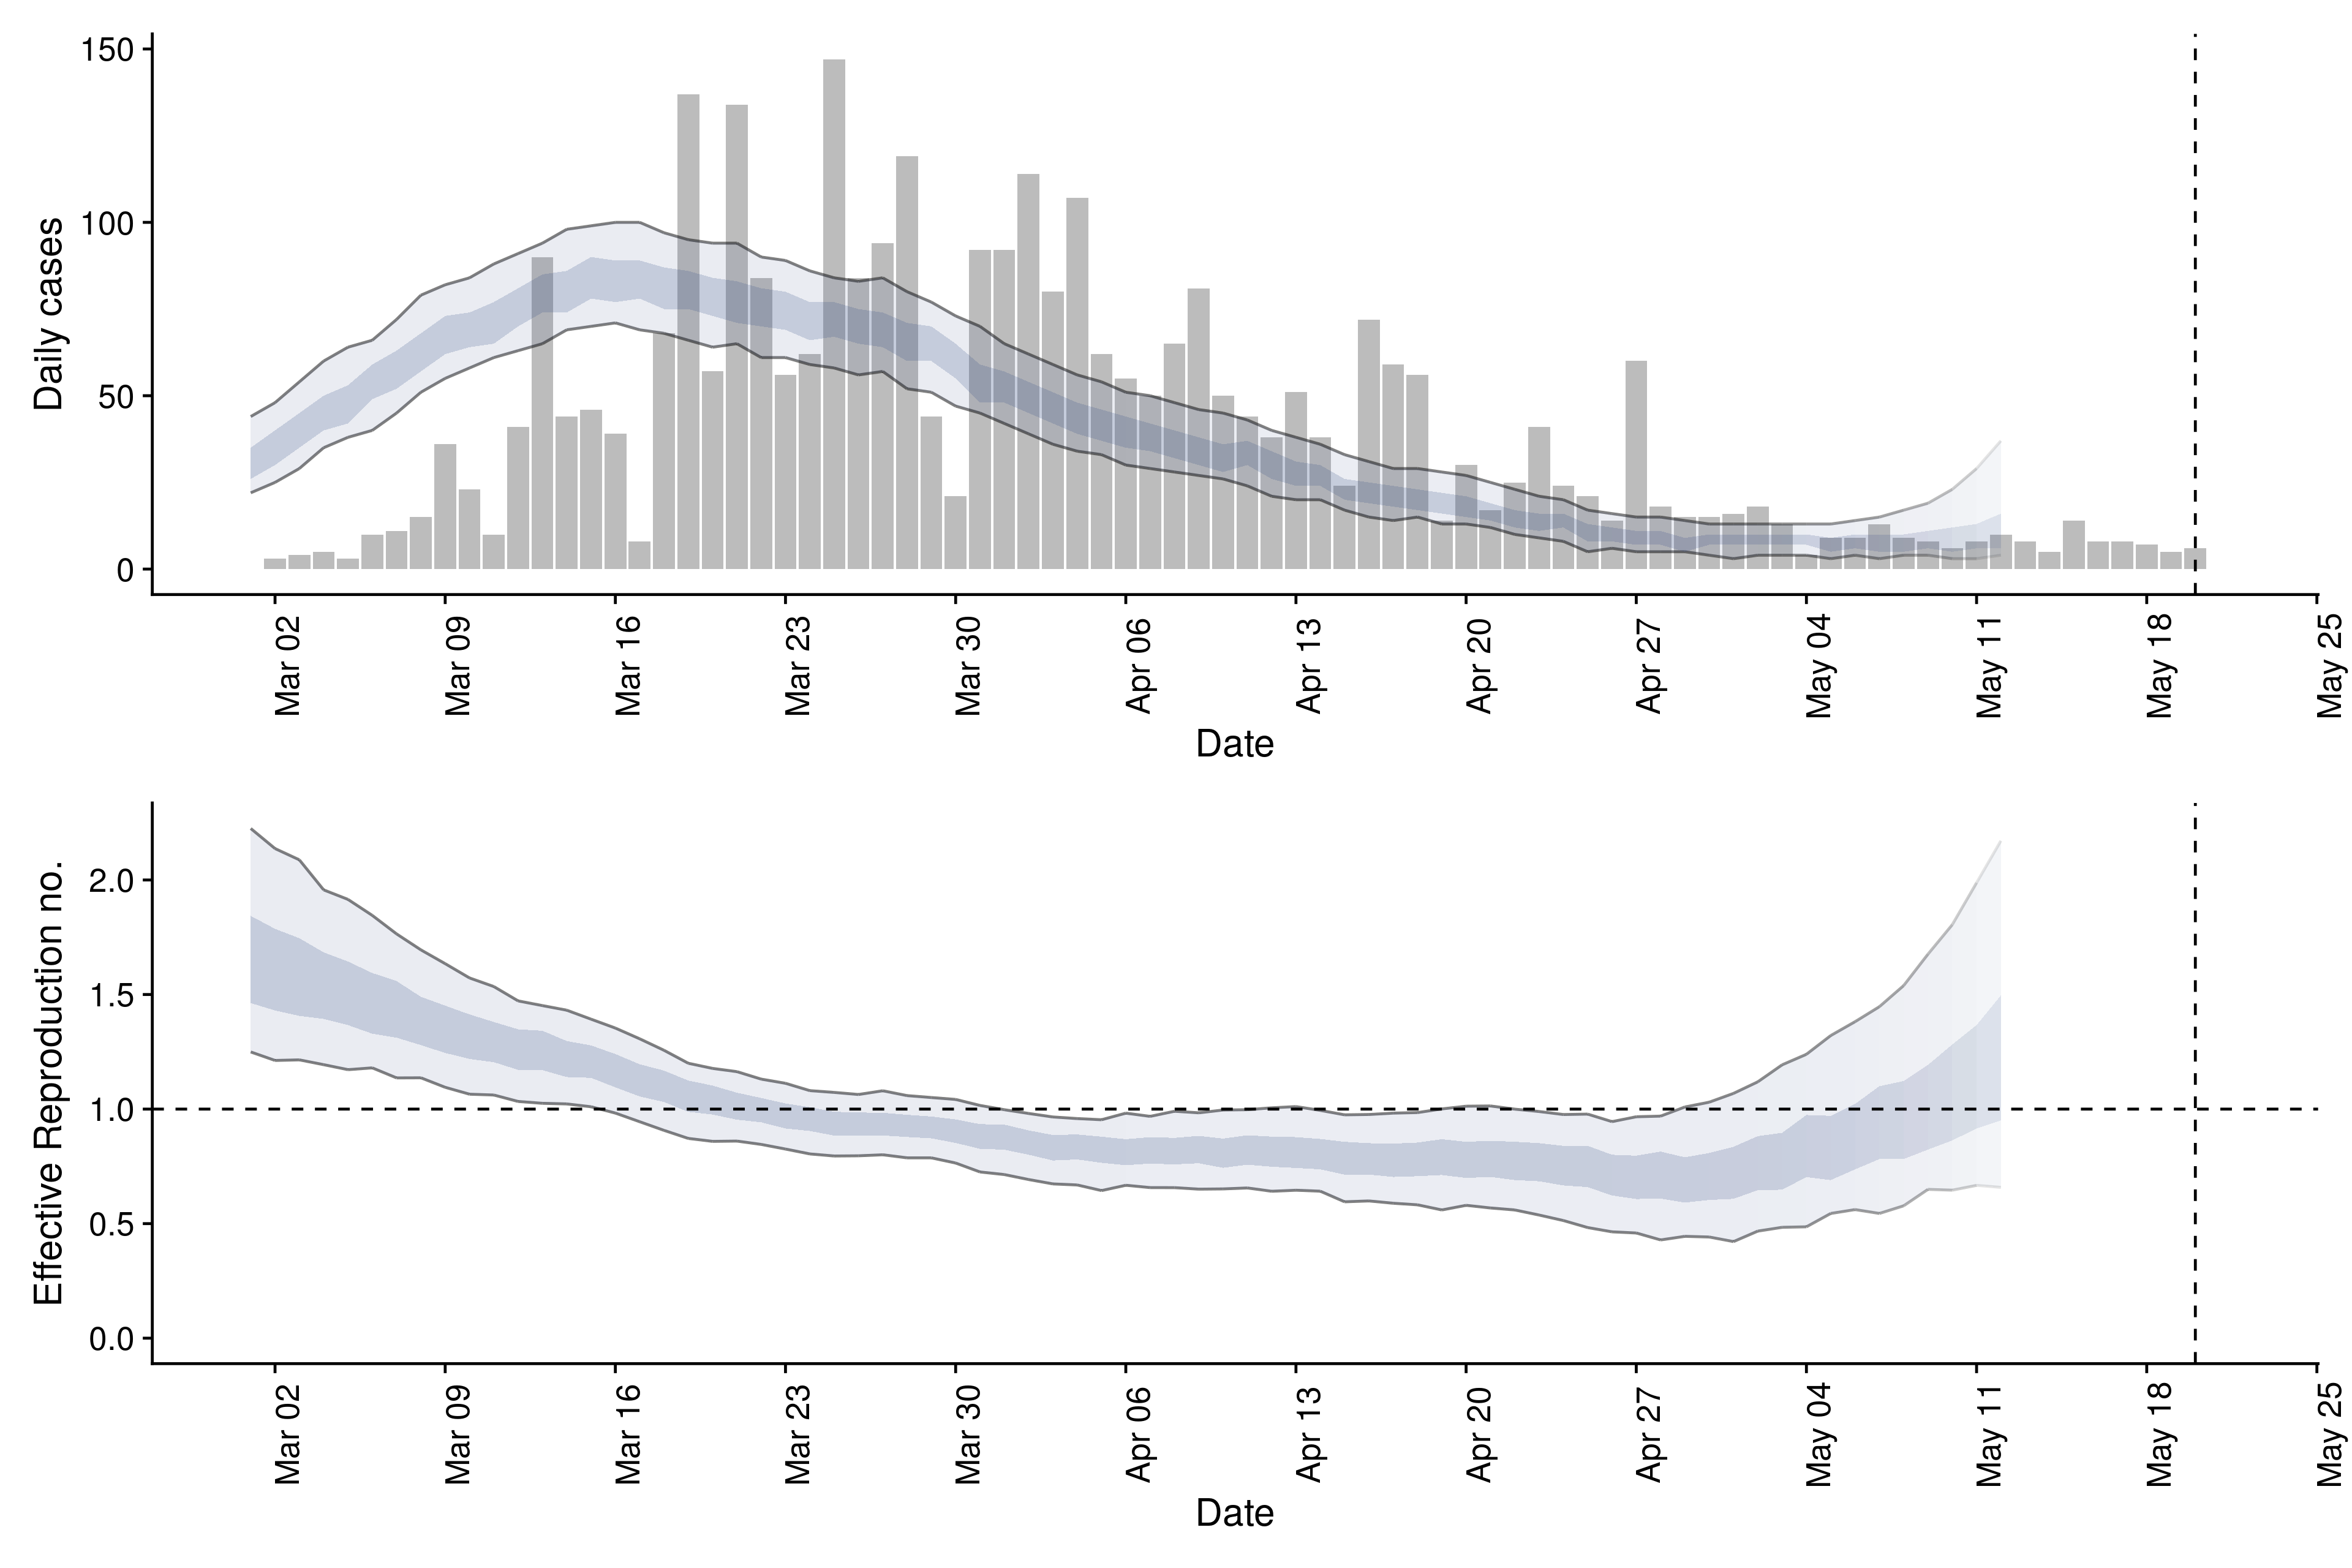 Daily cases
150
100
50
0
Mar 02
Mar 09
Mar 16
Mar 23
Mar 30
Apr 06
Apr 13
Apr 20
Apr 27
May 04
May 11
May 18
May 25
Date
Effective Reproduction no.
2.0
1.5
1.0
0.5
0.0
Mar 02
Mar 09
Mar 16
Mar 23
Mar 30
Apr 06
Apr 13
Apr 20
Apr 27
May 04
May 11
May 18
May 25
Date